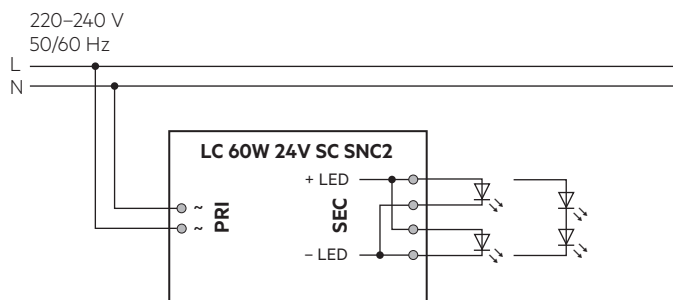 220–240 V
50/60 Hz
L
N
LC 60W 24V SC SNC2
+ LED
~
PRI
~
SEC
– LED